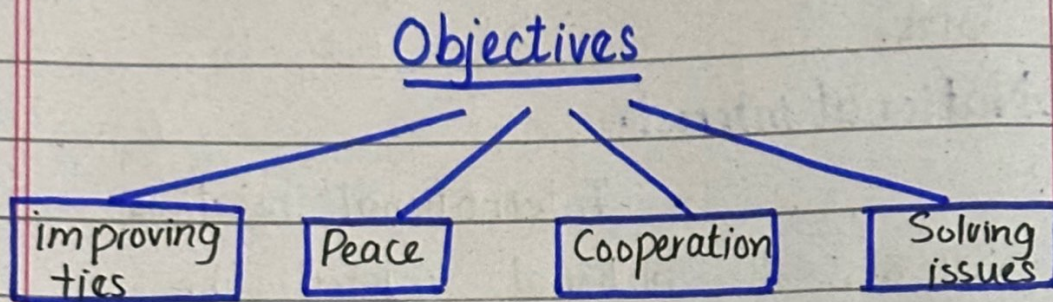 Objectives
improving
ties
Peace
Cooperation
Solving
issues